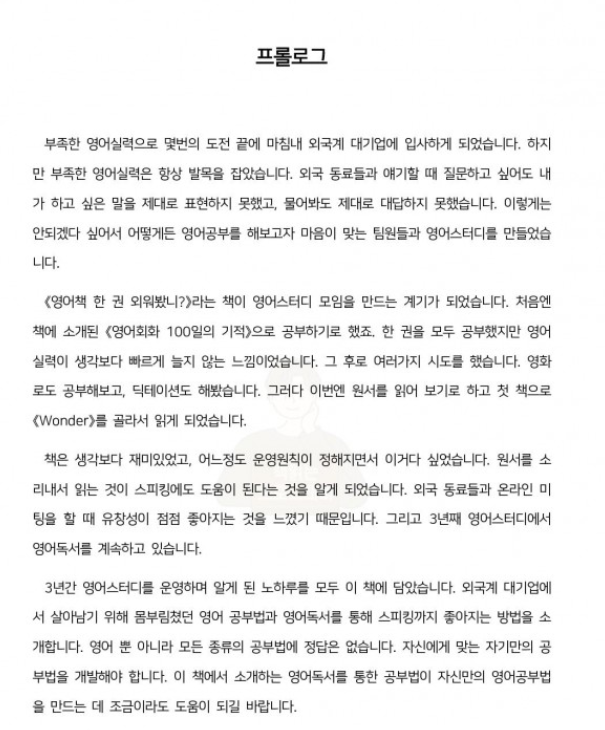 프롤로그
부족한 영어실력으로 몇번의 도전 끝에 마침내 외국계 대기업에 입사하게 되었습니다. 하지
만 부족한 영어실력은 항상 발목을 잡았습니다. 외국 동료들과 얘기할 때 질문하고 싶어도 내
가 하고 싶은 말을 제대로 표현하지 못했고, 물어봐도 제대로 대답하지 못했습니다. 이렇게는
안되겠다 싶어서 어떻게든 영어공부를 해보고자 마음이 맞는 팀원들과 영어스터디를 만들었습
니다.
《영어책 한 권 외워봤니?》라는 책이 영어스터디 모임을 만드는 계기가 되었습니다. 처음엔
책에 소개된 《영어회화 100일의 기적》으로 공부하기로 했죠. 한 권을 모두 공부했지만 영어
실력이 생각보다 빠르게 늘지 않는 느낌이었습니다. 그 후로 여러가지 시도를 했습니다. 영화
로도 공부해보고, 딕테이션도 해봤습니다. 그러다 이번엔 원서를 읽어 보기로 하고 첫 책으로
《Wonder》를 골라서 읽게 되었습니다.
책은 생각보다 재미있었고, 어느정도 운영원칙이 정해지면서 이거다 싶었습니다. 원서를 소
리내서 읽는 것이 스피킹에도 도움이 된다는 것을 알게 되었습니다. 외국 동료들과 온라인 미
팅을 할 때 유창성이 점점 좋아지는 것을 느꼈기 때문입니다. 그리고 3년째 영어스터디에서
영어독서를 계속하고 있습니다.
3년간 영어스터디를 운영하며 알게 된 노하루를 모두 이 책에 담았습니다. 외국계 대기업에
서 살아남기 위해 몸부림쳤던 영어 공부법과 영어독서를 통해 스피킹까지 좋아지는 방법을 소
개합니다. 영어 뿐 아니라 모든 종류의 공부법에 정답은 없습니다. 자신에게 맞는 자기만의 공
부법을 개발해야 합니다. 이 책에서 소개하는 영어독서를 통한 공부법이 자신만의 영어공부법
을 만드는 데 조금이라도 도움이 되길 바랍니다.